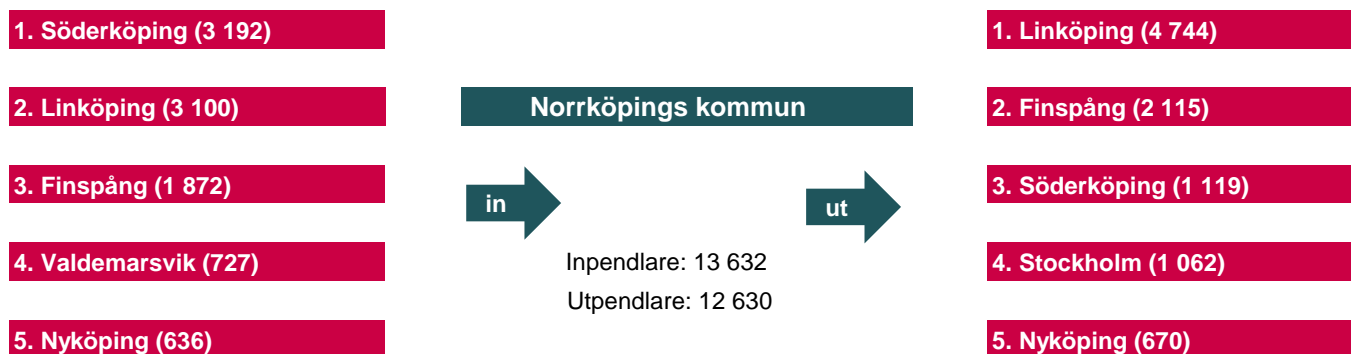 1. Söderköping (3 192)
2. Linköping (3 100)
3. Finspång (1 872)
4. Valdemarsvik (727)
5. Nyköping (636)
Norrköpings kommun
in
ut
Inpendlare: 13 632
Utpendlare: 12 630
1. Linköping (4 744)
2. Finspång (2 115)
3. Söderköping (1 119)
4. Stockholm (1 062)
5. Nyköping (670)